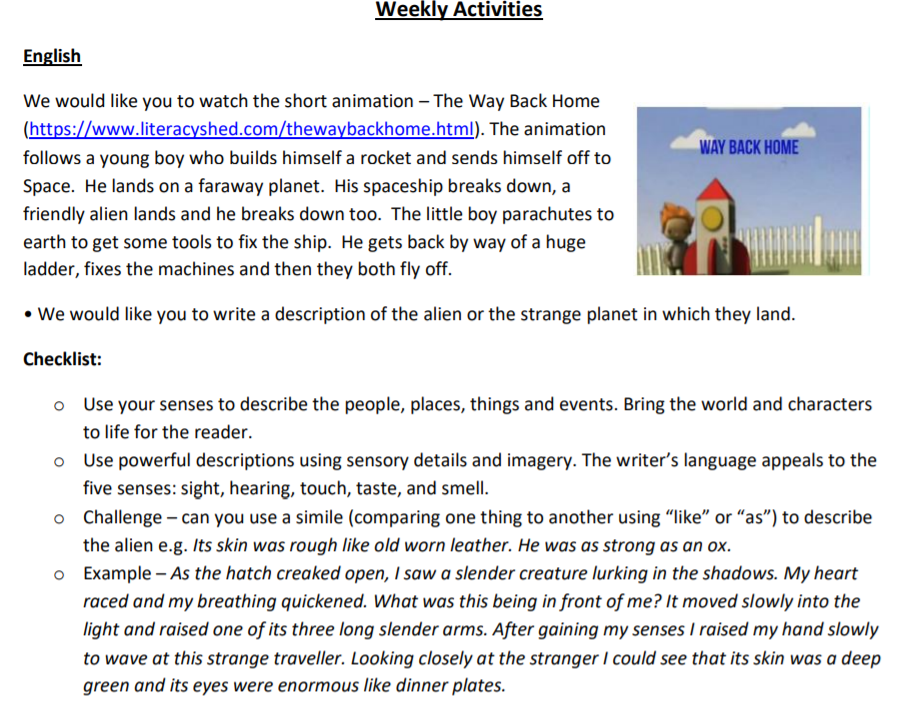 Weekly Activities
English
We would like you to watch the short animation – The Way Back Home
(https://www.literacyshed.com/thewaybackhome.html). The animation
follows a young boy who builds himself a rocket and sends himself off to
Space.  He lands on a faraway planet.  His spaceship breaks down, a
friendly alien lands and he breaks down too.  The little boy parachutes to
earth to get some tools to fix the ship.  He gets back by way of a huge
ladder, fixes the machines and then they both fly off.
WAY BACK HOME
• We would like you to write a description of the alien or the strange planet in which they land.
Checklist:
o Use your senses to describe the people, places, things and events. Bring the world and characters
to life for the reader.
o Use powerful descriptions using sensory details and imagery. The writer’s language appeals to the
five senses: sight, hearing, touch, taste, and smell.
o Challenge – can you use a simile (comparing one thing to another using “like” or “as”) to describe
the alien e.g. Its skin was rough like old worn leather. He was as strong as an ox.
o Example – As the hatch creaked open, I saw a slender creature lurking in the shadows. My heart
raced and my breathing quickened. What was this being in front of me? It moved slowly into the
light and raised one of its three long slender arms. After gaining my senses I raised my hand slowly
to wave at this strange traveller. Looking closely at the stranger I could see that its skin was a deep
green and its eyes were enormous like dinner plates.